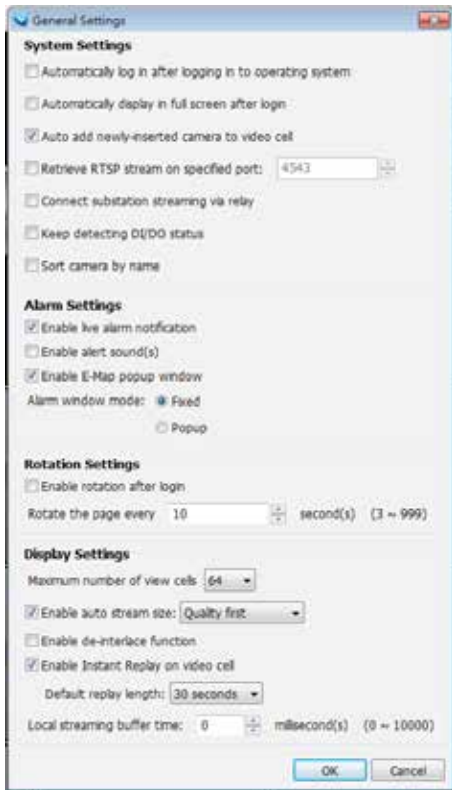 General Settings
System Settings
Automatically log in after logging in to operating system
Automatically display in full screen after login
Auto add newly-inserted camera to video cell
Retrieve RTSP stream on specified port: 4543
Connect substation streaming via relay
Keep detecting DI/DO status
Sort camera by name
Alarm Settings
Enable live alarm notification
Enable alert sound(s)
Enable E-Map popup window
Alarm window mode: Fixed
Popup
Rotation Settings
Enable rotation after login
Rotate the page every 10 second(s) (3 ~ 999)
Display Settings
Maximum number of view cells 64
Enable auto stream size: Quality first
Enable de-interlace function
Enable Instant Replay on video cell
Default replay length: 30 seconds
Local streaming buffer time: 0 milisecond(s) (0 ~ 10000)
OK Cancel